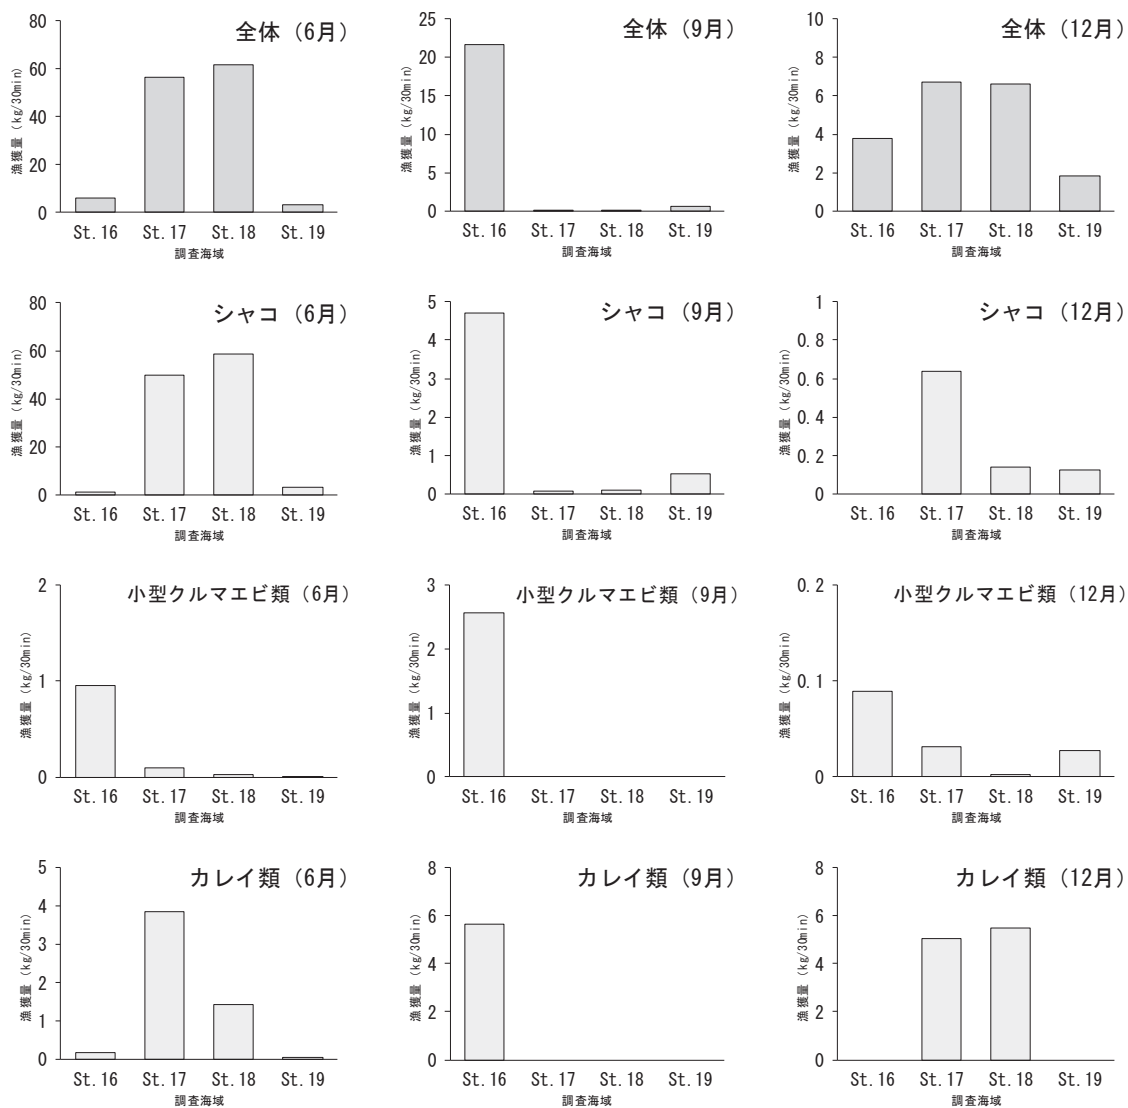 全体（6月）
漁獲量（kg/30min）
80
60
40
20
0
St.16 St.17 St.18 St.19
調査海域
全体（9月）
漁獲量（kg/30min）
25
20
15
10
5
0
St.16 St.17 St.18 St.19
調査海域
全体（12月）
漁獲量（kg/30min）
10
8
6
4
2
0
St.16 St.17 St.18 St.19
調査海域
シャコ（6月）
漁獲量（kg/30min）
80
60
40
20
0
St.16 St.17 St.18 St.19
調査海域
シャコ（9月）
漁獲量（kg/30min）
5
4
3
2
1
0
St.16 St.17 St.18 St.19
調査海域
シャコ（12月）
漁獲量（kg/30min）
1
0.8
0.6
0.4
0.2
0
St.16 St.17 St.18 St.19
調査海域
小型クルマエビ類（6月）
漁獲量（kg/30min）
2
1
0
St.16 St.17 St.18 St.19
調査海域
小型クルマエビ類（9月）
漁獲量（kg/30min）
3
2
1
0
St.16 St.17 St.18 St.19
調査海域
小型クルマエビ類（12月）
漁獲量（kg/30min）
0.2
0.1
0
St.16 St.17 St.18 St.19
調査海域
カレイ類（6月）
漁獲量（kg/30min）
5
4
3
2
1
0
St.16 St.17 St.18 St.19
調査海域
カレイ類（9月）
漁獲量（kg/30min）
8
6
4
2
0
St.16 St.17 St.18 St.19
調査海域
カレイ類（12月）
漁獲量（kg/30min）
8
6
4
2
0
St.16 St.17 St.18 St.19
調査海域